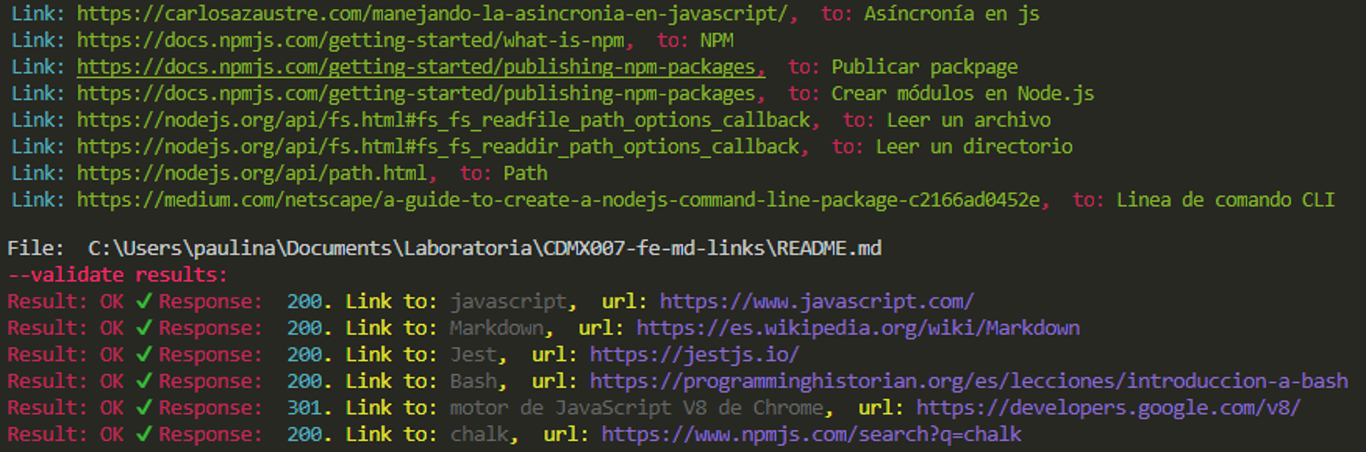 Link: https://carlosazaustre.com/manejando-la-asincronia-en-javascript/, to: Asíncronía en js
Link: https://docs.npmjs.com/getting-started/what-is-npm, to: NPM
Link: https://docs.npmjs.com/getting-started/publishing-npm-packages, to: Publicar packpage
Link: https://docs.npmjs.com/getting-started/publishing-npm-packages, to: Crear módulos en Node.js
Link: https://nodejs.org/api/fs.html#fs_fs_readfile_path_options_callback, to: Leer un archivo
Link: https://nodejs.org/api/fs.html#fs_fs_readdir_path_options_callback, to: Leer un directorio
Link: https://nodejs.org/api/path.html, to: Path
Link: https://medium.com/netscape/a-guide-to-create-a-nodejs-command-line-package-c2166ad0452e, to: Linea de comando CLI
File: C:\Users\paulina\Documents\Laboratoria\CDMX007-fe-md-links\README.md
--validate results:
Result: OK ✔ Response: 200. Link to: javascript, url: https://www.javascript.com/
Result: OK ✔ Response: 200. Link to: Markdown, url: https://es.wikipedia.org/wiki/Markdown
Result: OK ✔ Response: 200. Link to: Jest, url: https://jestjs.io/
Result: OK ✔ Response: 200. Link to: Bash, url: https://programminghistorian.org/es/lecciones/introduccion-a-bash
Result: OK ✔ Response: 301. Link to: motor de JavaScript V8 de Chrome, url: https://developers.google.com/v8/
Result: OK ✔ Response: 200. Link to: chalk, url: https://www.npmjs.com/search?q=chalk